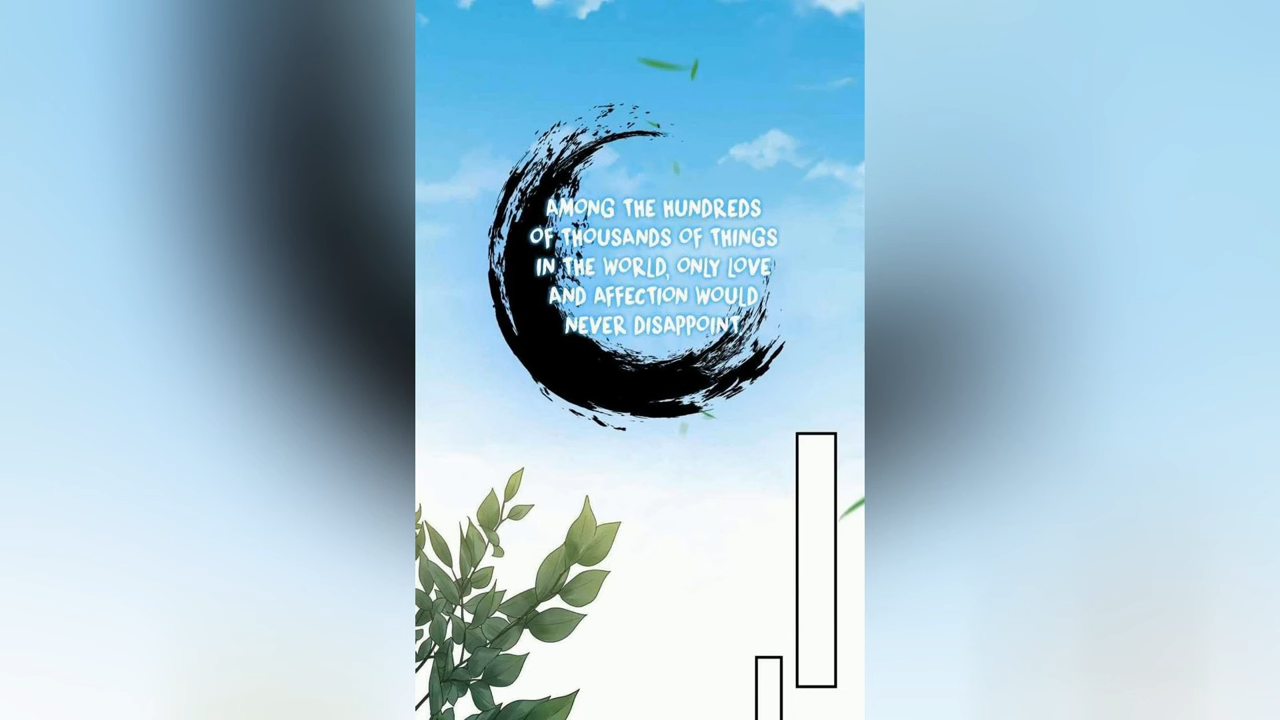 AMONG THE HUNDREDS
OF THOUSANDS OF THINGS
IN THE WORLD, ONLY LOVE
AND AFFECTION WOULD
NEVER DISAPPOINT